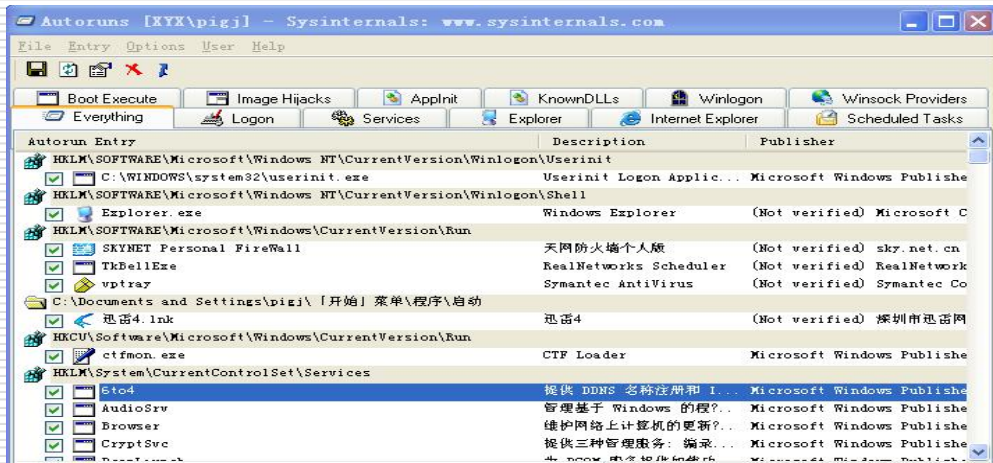 Autoruns [XYX\pigj] - Sysinternals: www.sysinternals.com
File Entry Options User Help
Boot Execute Image Hijacks AppInit KnownDLLs Winlogon Winsock Providers
Everything Logon Services Explorer Internet Explorer Scheduled Tasks
Autorun Entry Description Publisher
HKLM\SOFTWARE\Microsoft\Windows NT\CurrentVersion\Winlogon\Userinit
C:\WINDOWS\system32\userinit.exe Userinit Logon Applic... Microsoft Windows Publishe
HKLM\SOFTWARE\Microsoft\Windows NT\CurrentVersion\Winlogon\Shell
Explorer.exe Windows Explorer (Not verified) Microsoft C
HKLM\SOFTWARE\Microsoft\Windows\CurrentVersion\Run
SKYNET Personal FireWall 天网防火墙个人版 (Not verified) sky.net.cn
TkBellExe RealNetworks Scheduler (Not verified) RealNetwork
vptray Symantec AntiVirus (Not verified) Symantec Co
C:\Documents and Settings\pigj\「开始」菜单\程序\启动
迅雷4.lnk 迅雷4 (Not verified) 深圳市迅雷网
HKCU\Software\Microsoft\Windows\CurrentVersion\Run
ctfmon.exe CTF Loader Microsoft Windows Publishe
HKLM\System\CurrentControlSet\Services
6to4 提供 DDNS 名称注册和 I... Microsoft Windows Publishe
AudioSrv 管理基于 Windows 的程?.. Microsoft Windows Publishe
Browser 维护网络上计算机的更新?.. Microsoft Windows Publishe
CryptSvc 提供三种管理服务: 编录... Microsoft Windows Publishe